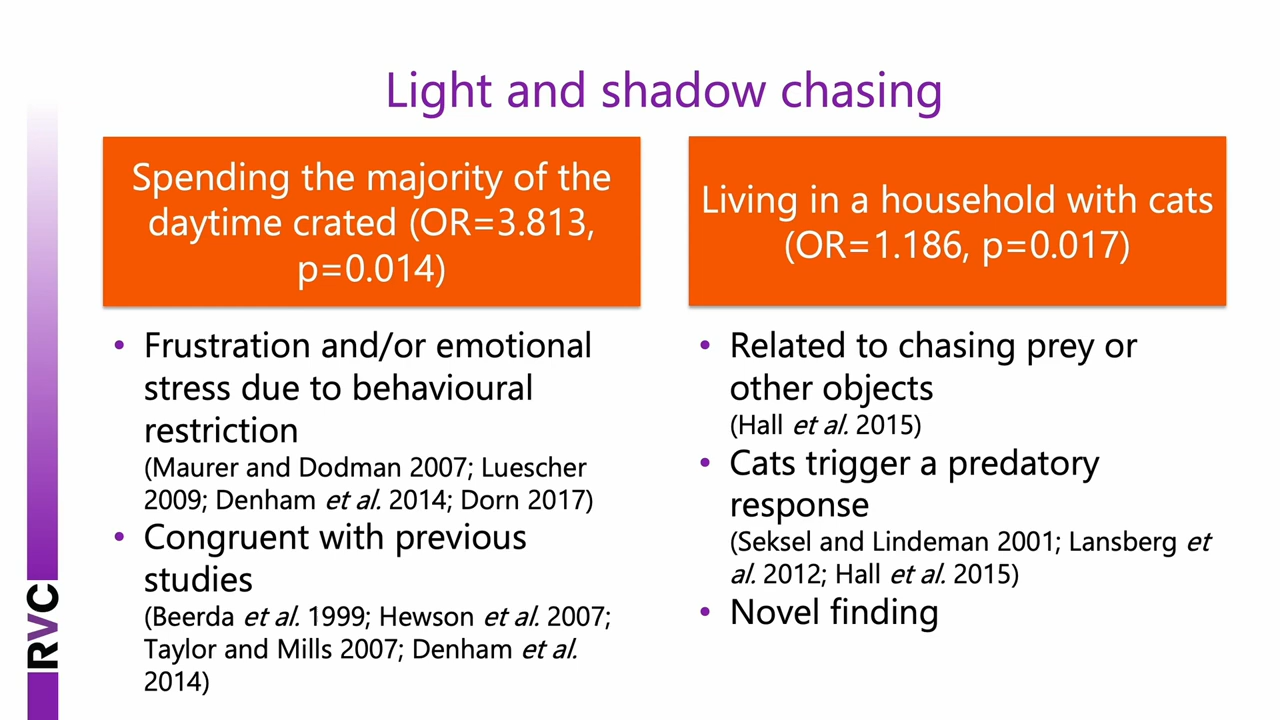 Light and shadow chasing
Spending the majority of the
daytime crated (OR=3.813,
p=0.014)
• Frustration and/or emotional
stress due to behavioural
restriction
(Maurer and Dodman 2007; Luescher
2009; Denham et al. 2014; Dorn 2017)
• Congruent with previous
studies
(Beerda et al. 1999; Hewson et al. 2007;
Taylor and Mills 2007; Denham et al.
2014)
Living in a household with cats
(OR=1.186, p=0.017)
• Related to chasing prey or
other objects
(Hall et al. 2015)
• Cats trigger a predatory
response
(Seksel and Lindeman 2001; Lansberg et
al. 2012; Hall et al. 2015)
• Novel finding
RVC